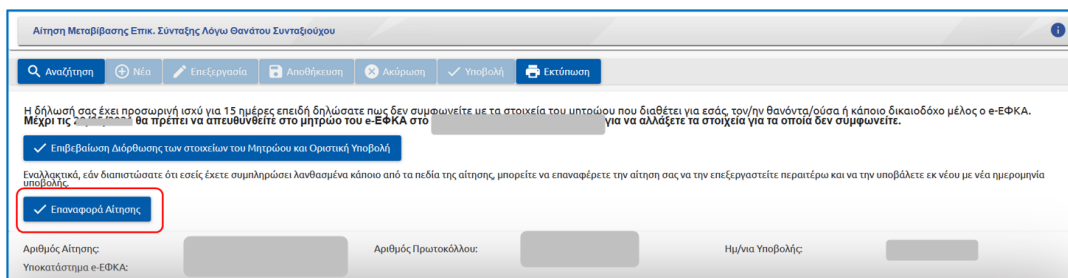 Αίτηση Μεταβίβασης Επικ. Σύνταξης Λόγω Θανάτου Συνταξιούχου
Αναζήτηση Νέα Επεξεργασία Αποθήκευση Ακύρωση Υποβολή Εκτύπωση
Η δήλωσή σας έχει προσωρινή ισχύ για 15 ημέρες επειδή δηλώσατε πως δεν συμφωνείτε με τα στοιχεία του μητρώου που διαθέτει για εσάς, τον/ην θανόντα/ούσα ή κάποιο δικαιοδόχο μέλος ο e-ΕΦΚΑ.
Μέχρι τις θα πρέπει να απευθυνθείτε στο μητρώο του e-ΕΦΚΑ στο για να αλλάξετε τα στοιχεία για τα οποία δεν συμφωνείτε.
Επιβεβαίωση Διόρθωσης των στοιχείων του Μητρώου και Οριστική Υποβολή
Εναλλακτικά, εάν διαπιστώσατε ότι εσείς έχετε συμπληρώσει λανθασμένα κάποιο από τα πεδία της αίτησης, μπορείτε να επαναφέρετε την αίτηση σας να την επεξεργαστείτε περαιτέρω και να την υποβάλετε εκ νέου με νέα ημερομηνία
υποβολής.
Επαναφορά Αίτησης
Αριθμός Αίτησης: Αριθμός Πρωτοκόλλου: Ημ/νια Υποβολής:
Υποκατάστημα e-ΕΦΚΑ: